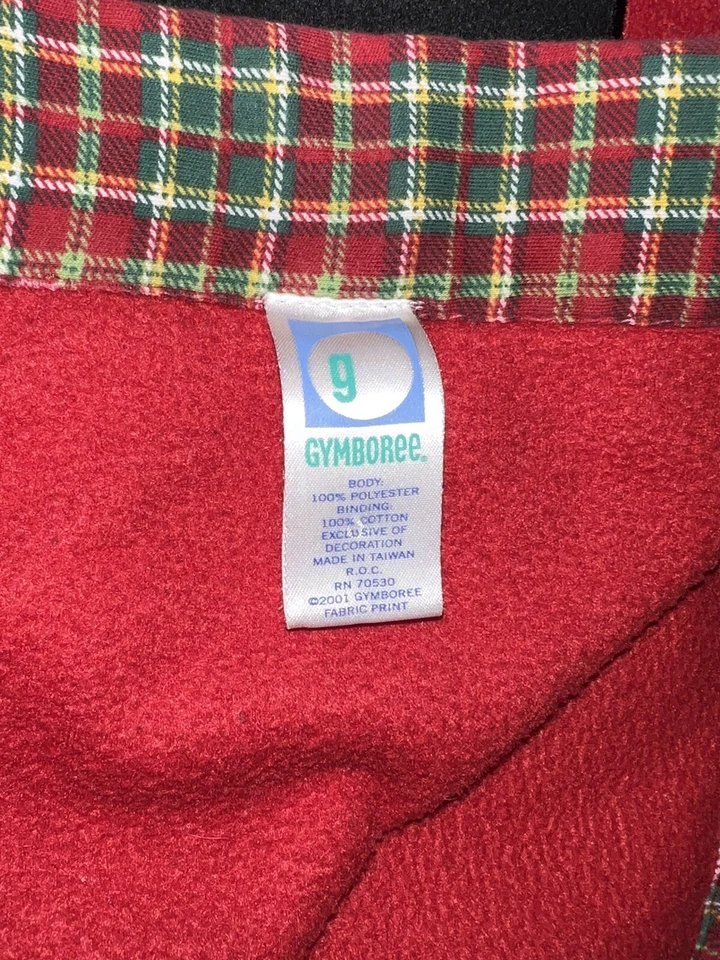 g
GYMBOREE.
BODY:
100% POLYESTER
BINDING:
100% COTTON
EXCLUSIVE OF
DECORATION
MADE IN TAIWAN
R.O.C.
RN 70530
©2001 GYMBOREE
FABRIC PRINT